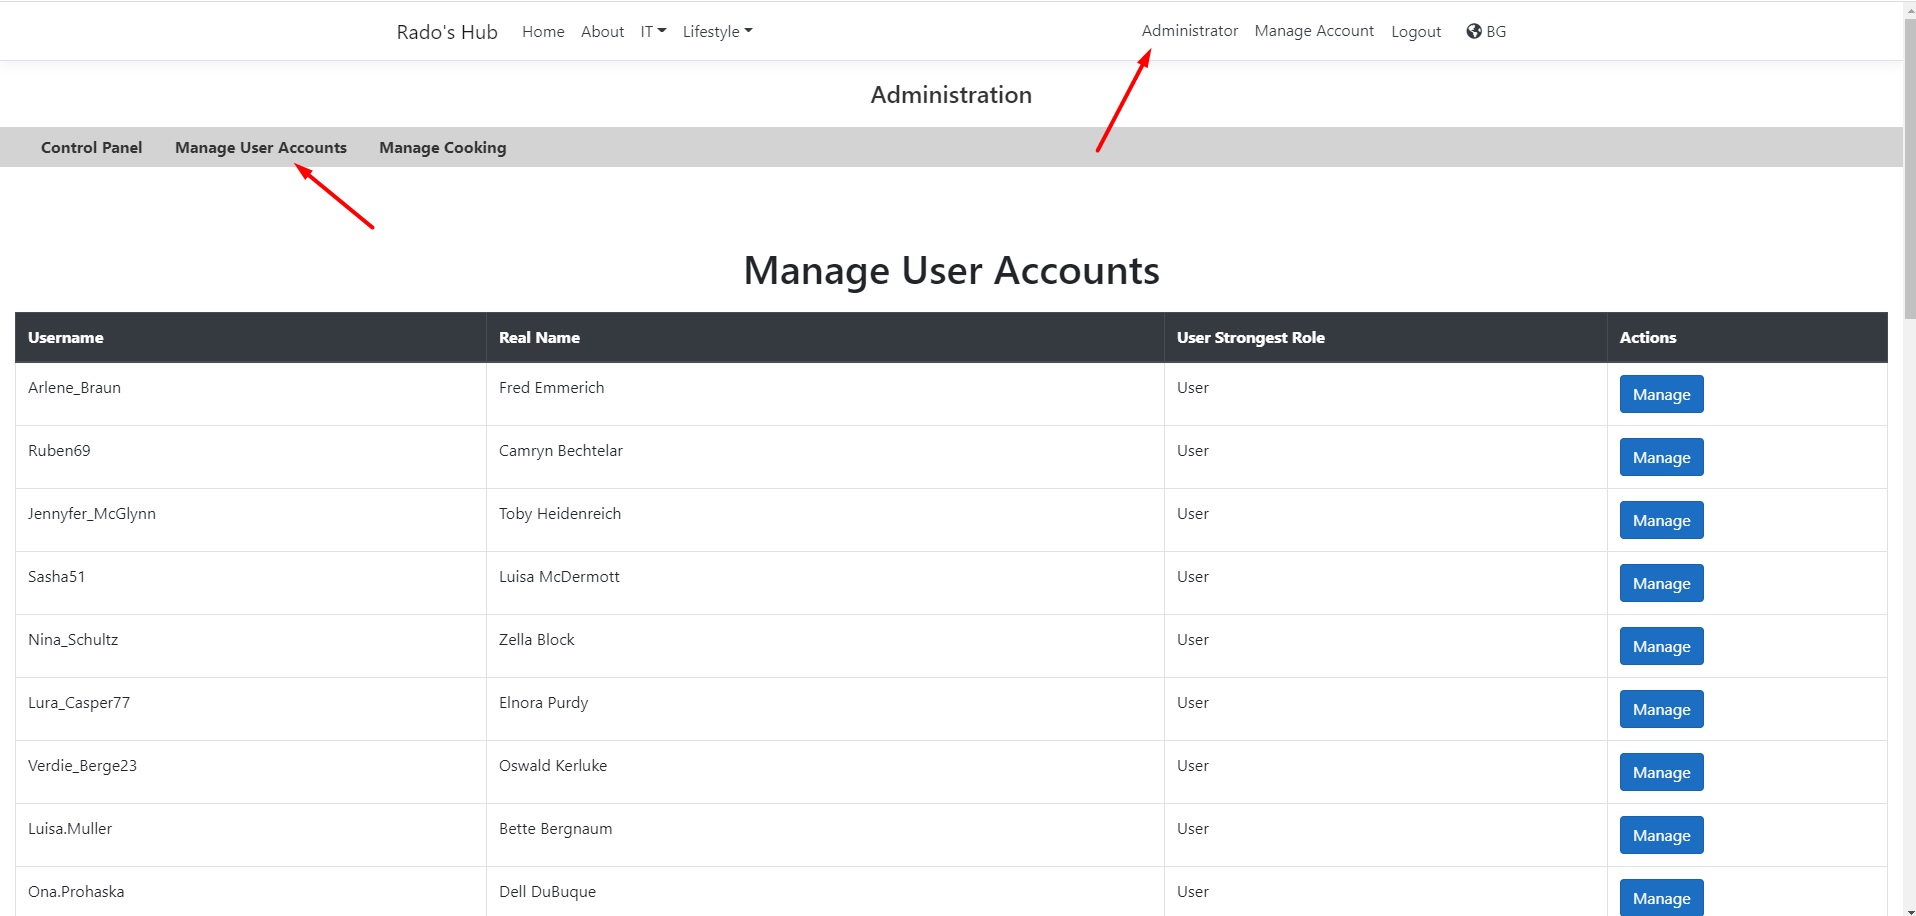 Rado's Hub Home About IT Lifestyle Administrator Manage Account Logout BG
Administration
Control Panel Manage User Accounts Manage Cooking
Manage User Accounts
Username Real Name User Strongest Role Actions
Arlene_Braun Fred Emmerich User Manage
Ruben69 Camryn Bechtelar User Manage
Jennyfer_McGlynn Toby Heidenreich User Manage
Sasha51 Luisa McDermott User Manage
Nina_Schultz Zella Block User Manage
Lura_Casper77 Elnora Purdy User Manage
Verdie_Berge23 Oswald Kerluke User Manage
Luisa.Muller Bette Bergnaum User Manage
Ona.Prohaska Dell DuBuque User Manage